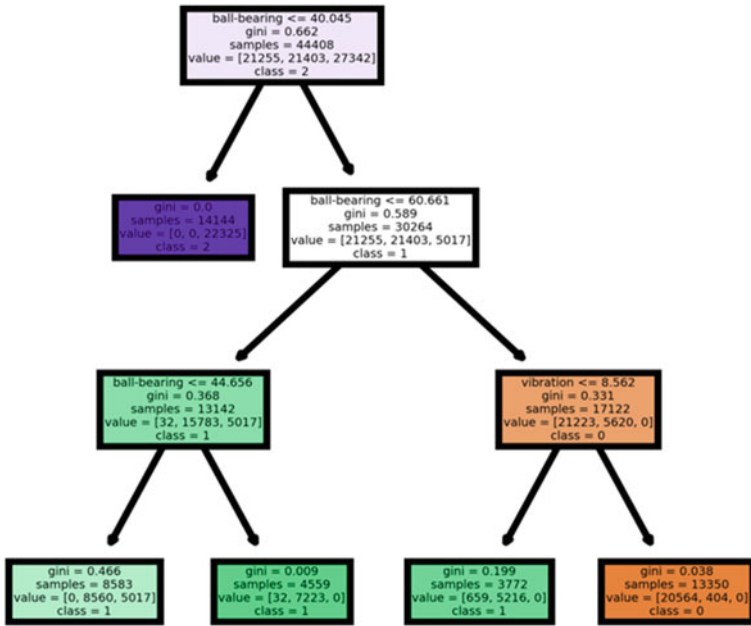 ball-bearing <= 40.045
gini = 0.662
samples = 44408
value = [21255, 21403, 27342]
class = 2
gini = 0.0
samples = 14144
value = [0, 0, 22325]
class = 2
ball-bearing <= 60.661
gini = 0.589
samples = 30264
value = [21255, 21403, 5017]
class = 1
ball-bearing <= 44.656
gini = 0.368
samples = 13142
value = [32, 15783, 5017]
class = 1
vibration <= 8.562
gini = 0.331
samples = 17122
value = [21223, 5620, 0]
class = 0
gini = 0.466
samples = 8583
value = [0, 8560, 5017]
class = 1
gini = 0.009
samples = 4559
value = [32, 7223, 0]
class = 1
gini = 0.199
samples = 3772
value = [659, 5216, 0]
class = 1
gini = 0.038
samples = 13350
value = [20564, 404, 0]
class = 0